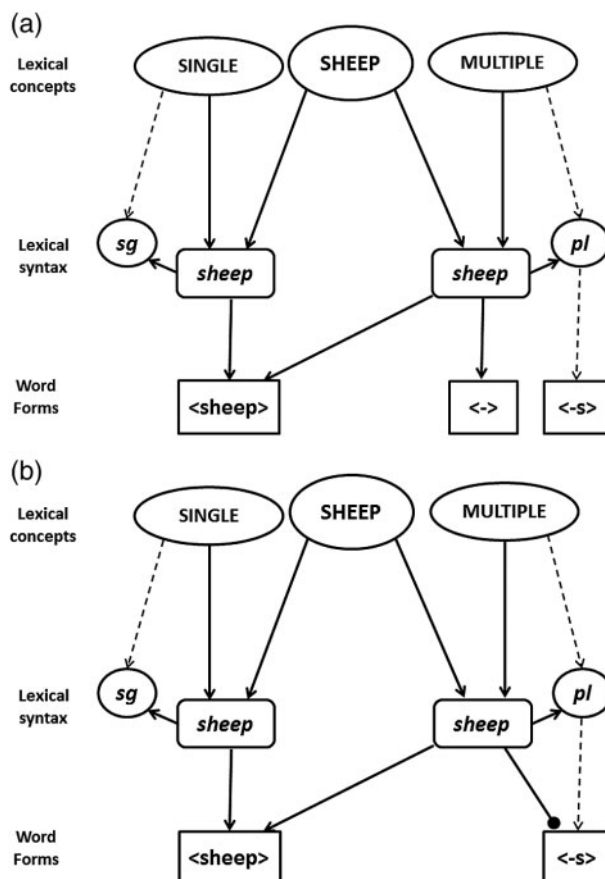 (a)
Lexical
concepts
SINGLE
SHEEP
MULTIPLE
Lexical
syntax
sg
sheep
sheep
pl
Word
Forms
<sheep>
<->
<-s>
(b)
Lexical
concepts
SINGLE
SHEEP
MULTIPLE
Lexical
syntax
sg
sheep
sheep
pl
Word
Forms
<sheep>
<-s>